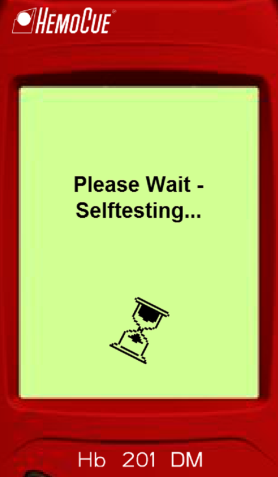 HemoCue®
Please Wait -
Selftesting...
Hb 201 DM